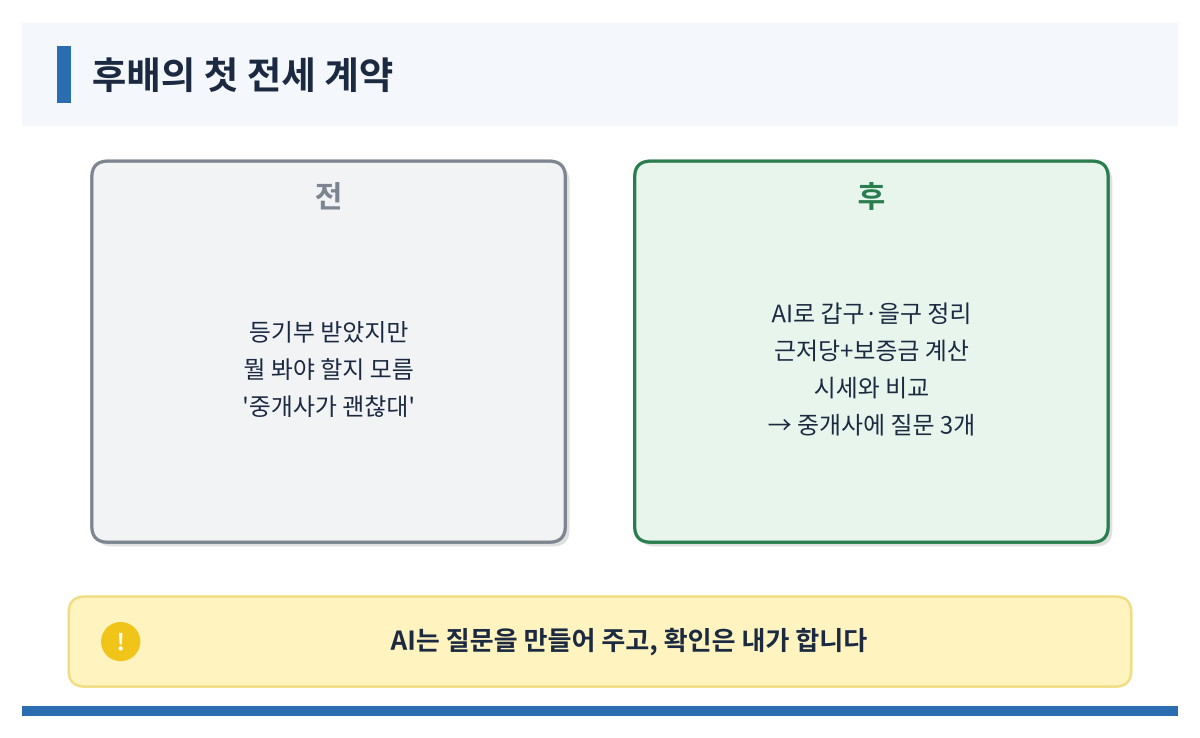 후배의 첫 전세 계약
전
등기부 받았지만
뭘 봐야 할지 모름
'중개사가 괜찮대'
후
AI로 갑구·을구 정리
근저당+보증금 계산
시세와 비교
→ 중개사에 질문 3개
!
AI는 질문을 만들어 주고, 확인은 내가 합니다